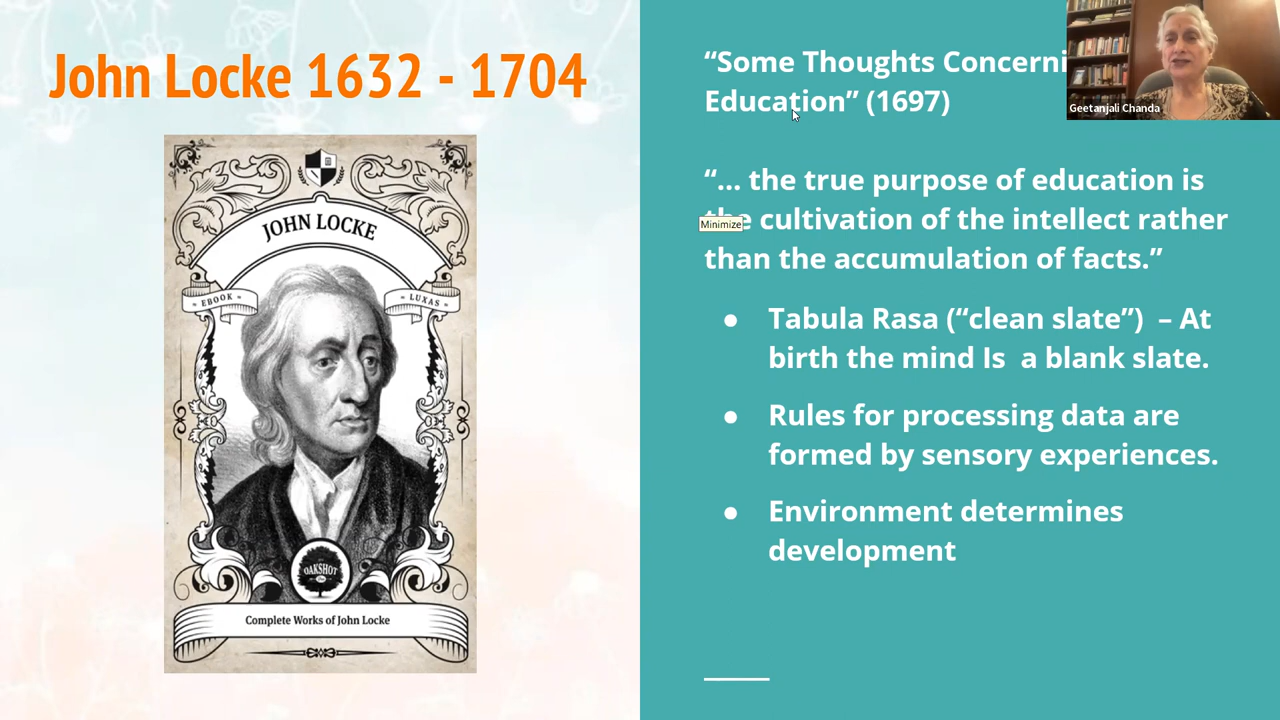 John Locke 1632 - 1704
JOHN LOCKE
EBOOK
LUXAS
OAKSHOT
Complete Works of John Locke
“Some Thoughts Concerni
Education” (1697)
“... the true purpose of education is
the cultivation of the intellect rather
than the accumulation of facts.”
Minimize
● Tabula Rasa (“clean slate”) – At
birth the mind Is a blank slate.
● Rules for processing data are
formed by sensory experiences.
● Environment determines
development
Geetanjali Chanda